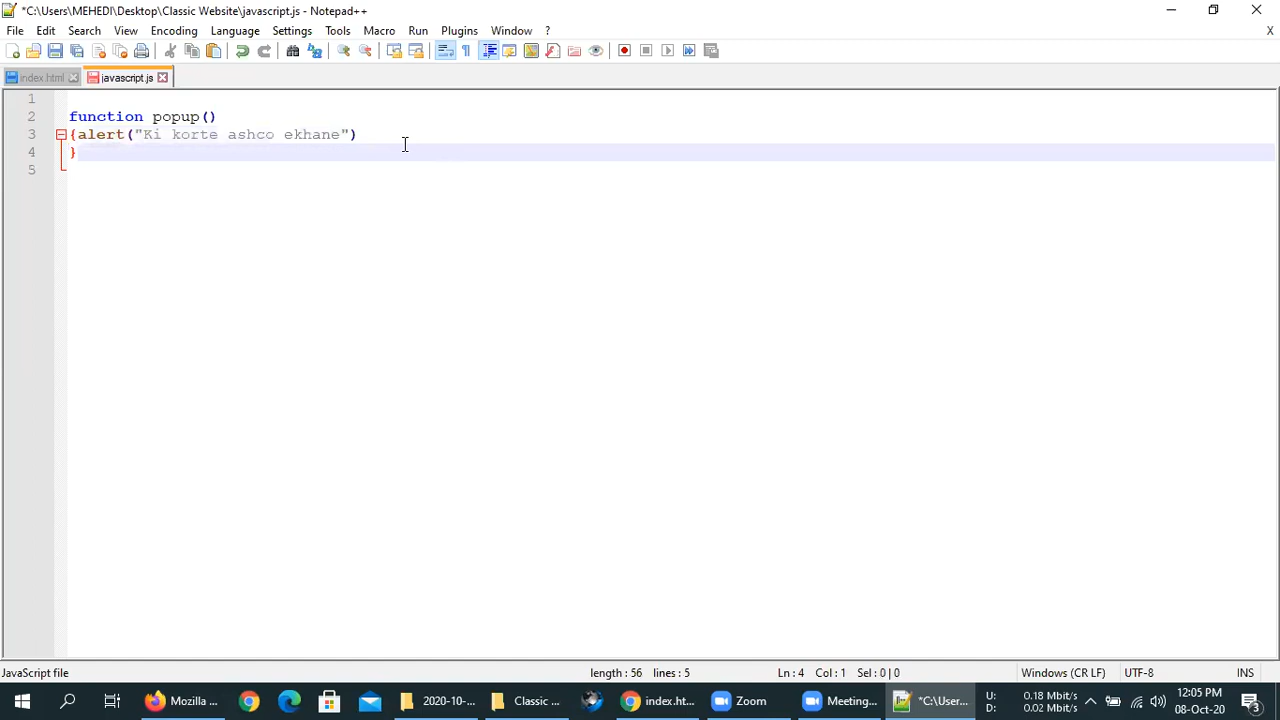 *C:\Users\MEHEDI\Desktop\Classic Website\javascript.js - Notepad++
File Edit Search View Encoding Language Settings Tools Macro Run Plugins Window ? X
index.html javascript.js
1
2 function popup()
3 {alert("Ki korte ashco ekhane")
4 }
5
JavaScript file length : 56 lines : 5 Ln : 4 Col : 1 Sel : 0 | 0 Windows (CR LF) UTF-8 INS
Mozilla ... 2020-10-... Classic ... index.ht... Zoom Meeting... *C:\User...
U: 0.18 Mbit/s
D: 0.02 Mbit/s
12:05 PM
08-Oct-20
3